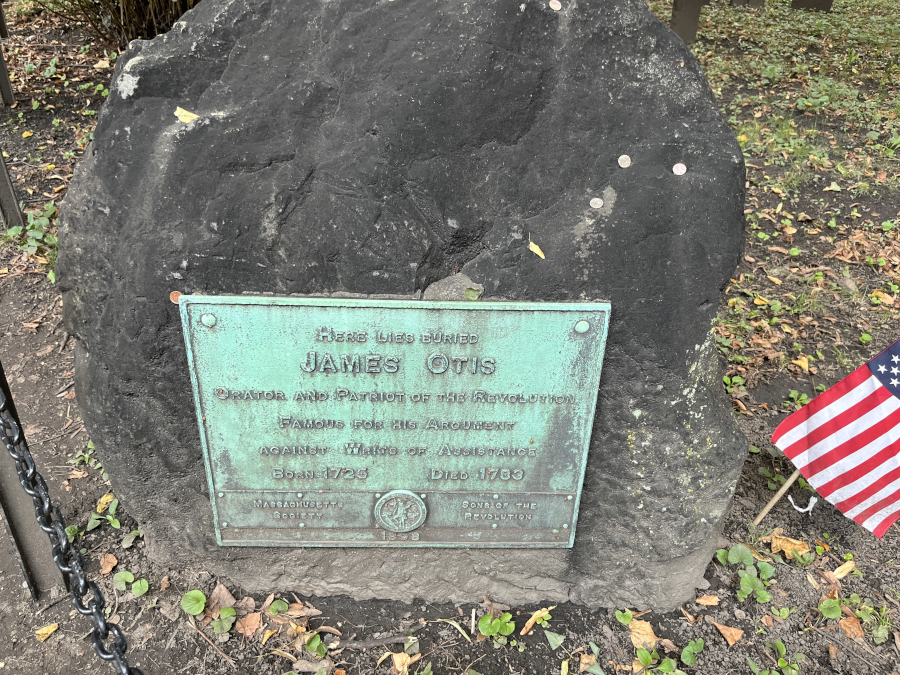 HERE LIES BURIED
JAMES OTIS
ORATOR AND PATRIOT OF THE REVOLUTION
FAMOUS FOR HIS ARGUMENT
AGAINST WRITS OF ASSISTANCE
BORN 1725 DIED 1783
MASSACHUSETTS SOCIETY
SONS OF THE REVOLUTION
1898